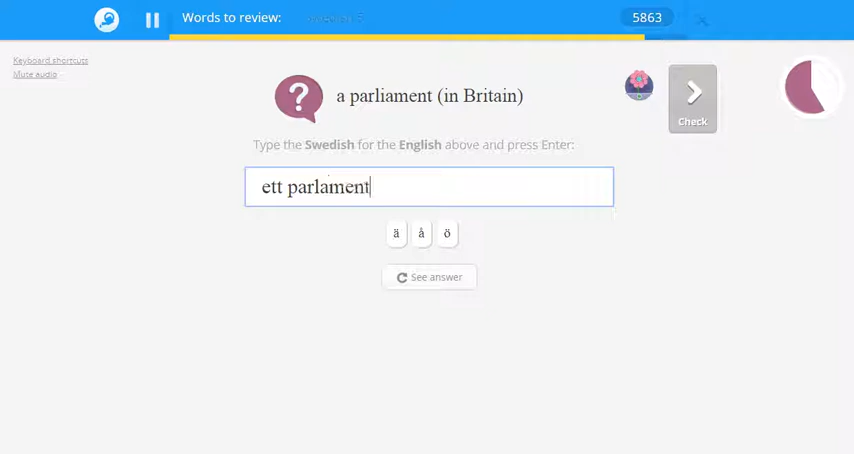 Words to review:
5863
Keyboard shortcuts
Mute audio
?
a parliament (in Britain)
Check
Type the Swedish for the English above and press Enter:
ett parlament
ä å ö
See answer